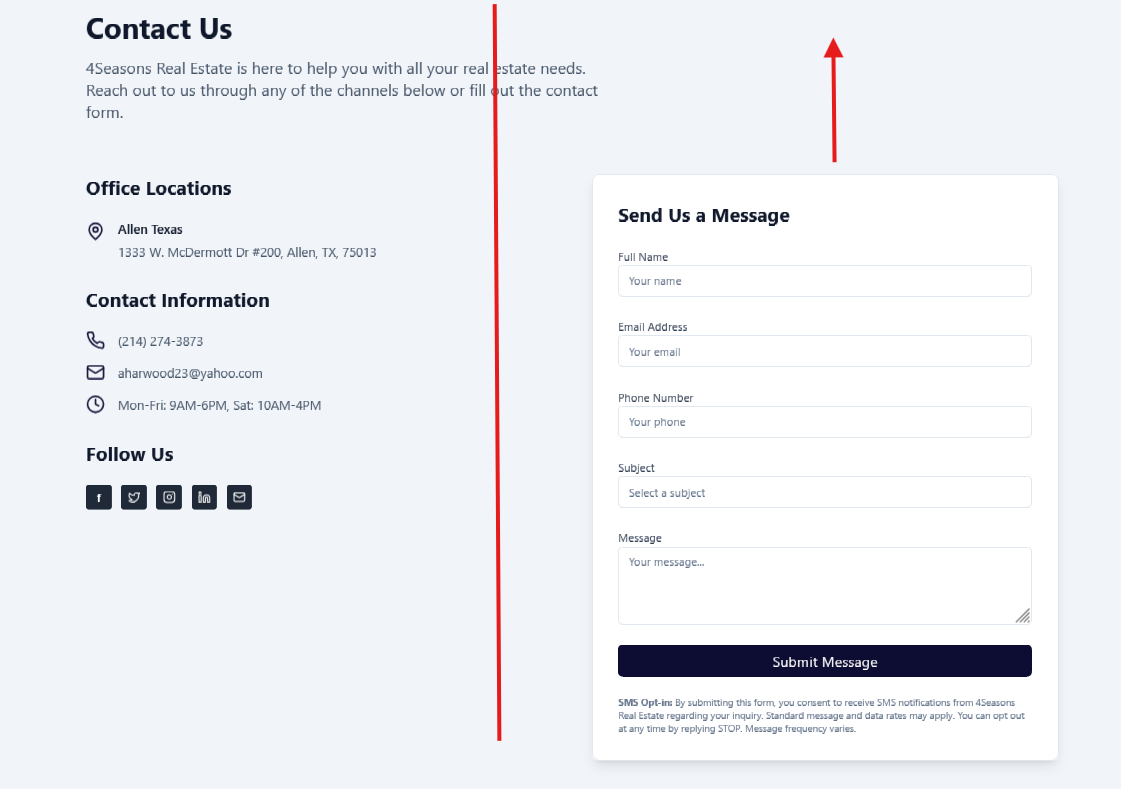 Contact Us
4Seasons Real Estate is here to help you with all your real estate needs.
Reach out to us through any of the channels below or fill out the contact
form.
Office Locations
Allen Texas
1333 W. McDermott Dr #200, Allen, TX, 75013
Contact Information
(214) 274-3873
aharwood23@yahoo.com
Mon-Fri: 9AM-6PM, Sat: 10AM-4PM
Follow Us
f
in
Send Us a Message
Full Name
Your name
Email Address
Your email
Phone Number
Your phone
Subject
Select a subject
Message
Your message...
Submit Message
SMS Opt-in: By submitting this form, you consent to receive SMS notifications from 4Seasons
Real Estate regarding your inquiry. Standard message and data rates may apply. You can opt out
at any time by replying STOP. Message frequency varies.